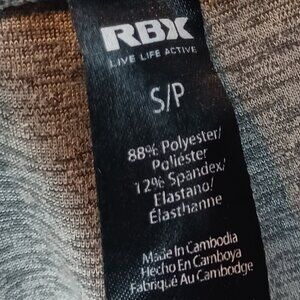 RBX
LIVE LIFE ACTIVE
S/P
88% Polyester/
Poliéster
12% Spandex/
Elastano/
Élasthanne
Made In Cambodia
Hecho En Camboya
Fabriqué Au Cambodge